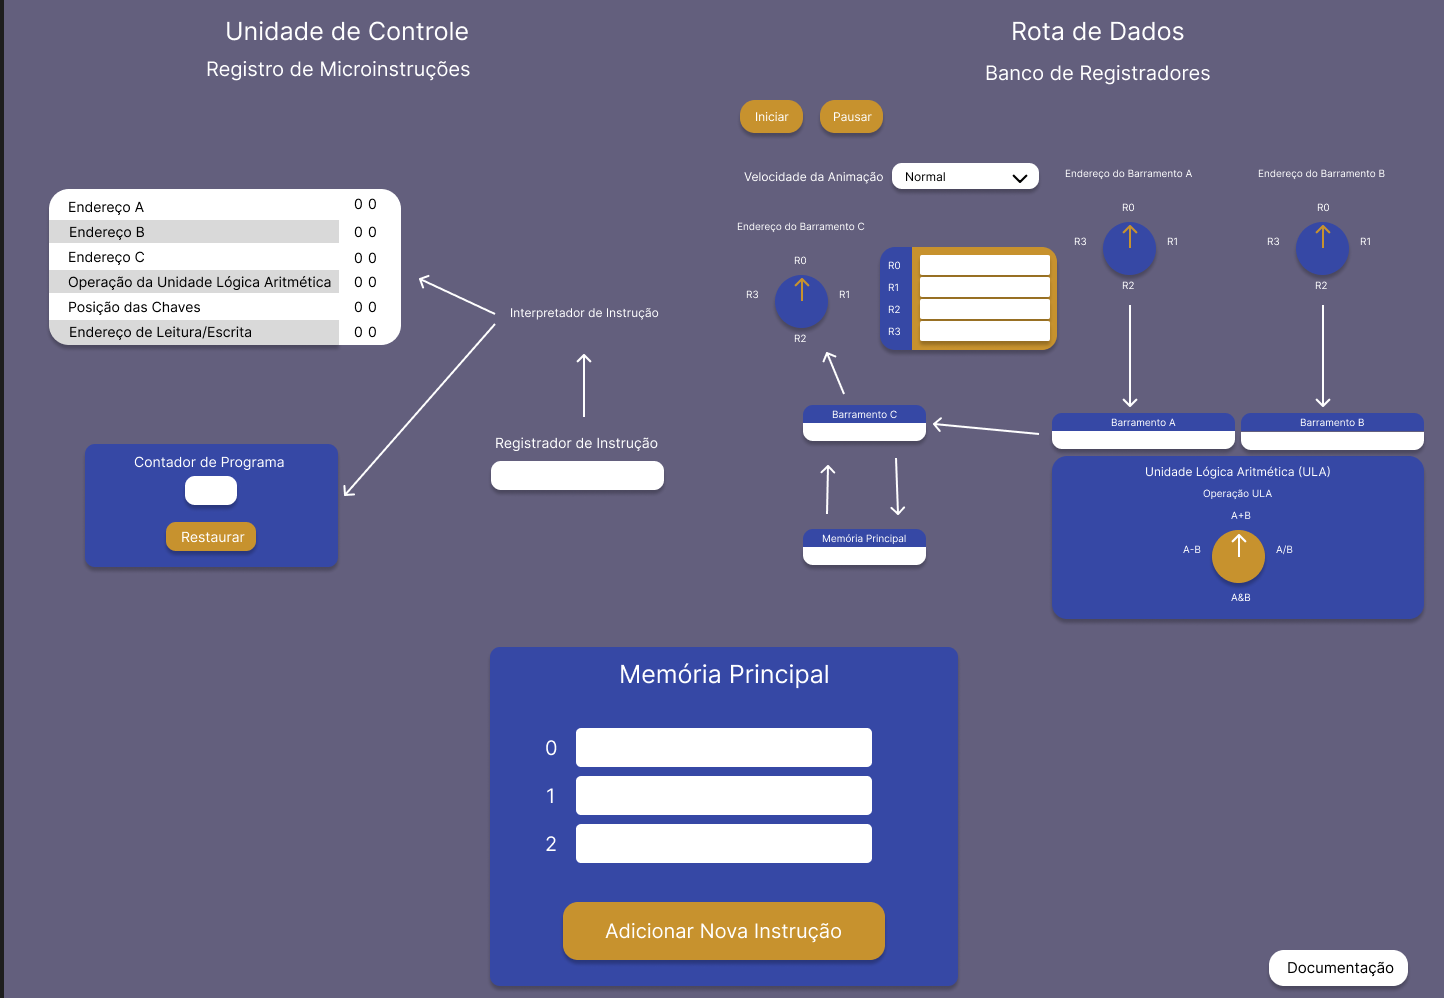 Unidade de Controle
Registro de Microinstruções
Rota de Dados
Banco de Registradores
Iniciar
Pausar
Velocidade da Animação
Normal
Endereço do Barramento A
R0
R3
R1
R2
Endereço do Barramento B
R0
R3
R1
R2
Endereço do Barramento C
R0
R3
R1
R2
R0
R1
R2
R3
Endereço A 0 0
Endereço B 0 0
Endereço C 0 0
Operação da Unidade Lógica Aritmética 0 0
Posição das Chaves 0 0
Endereço de Leitura/Escrita 0 0
Interpretador de Instrução
Registrador de Instrução
Contador de Programa
Restaurar
Barramento C
Memória Principal
Barramento A
Barramento B
Unidade Lógica Aritmética (ULA)
Operação ULA
A+B
A-B
A/B
A&B
Memória Principal
0
1
2
Adicionar Nova Instrução
Documentação